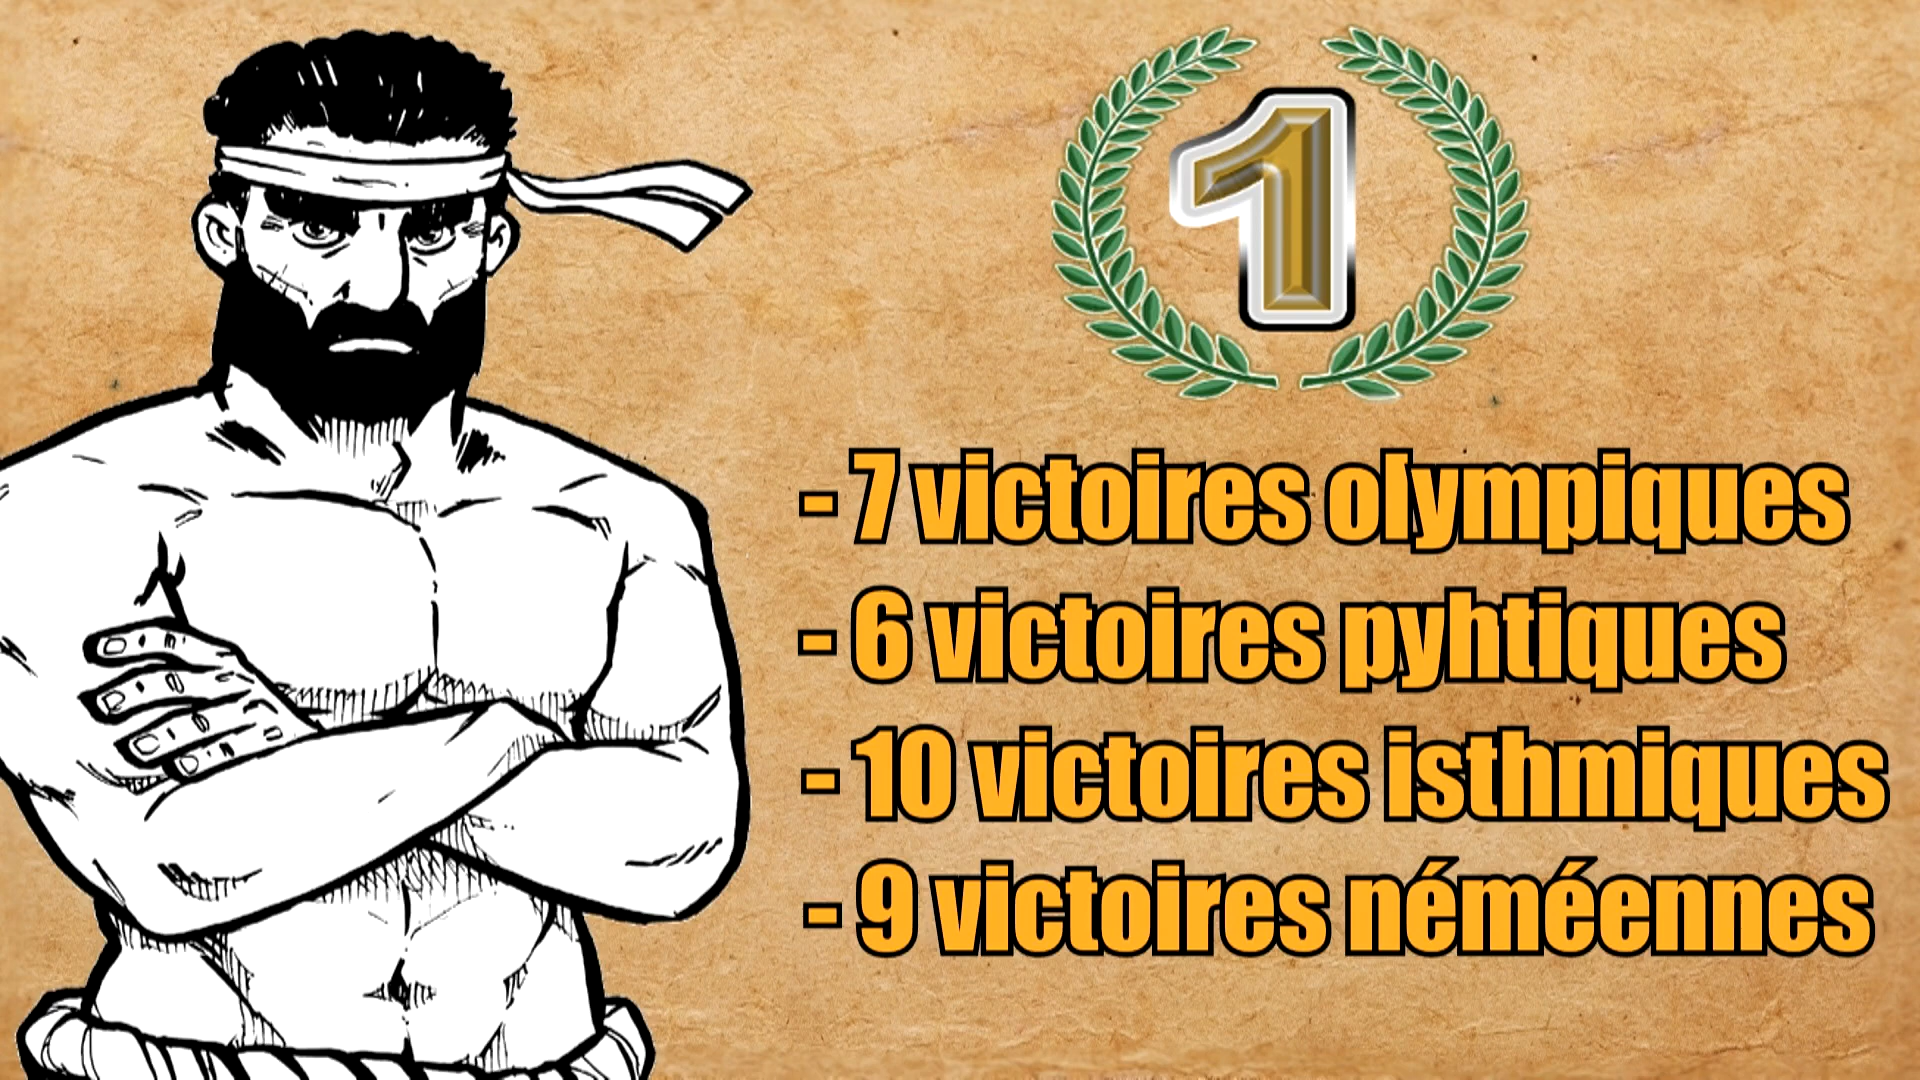 1
- 7 victoires olympiques
- 6 victoires pyhtiques
- 10 victoires isthmiques
- 9 victoires néméennes